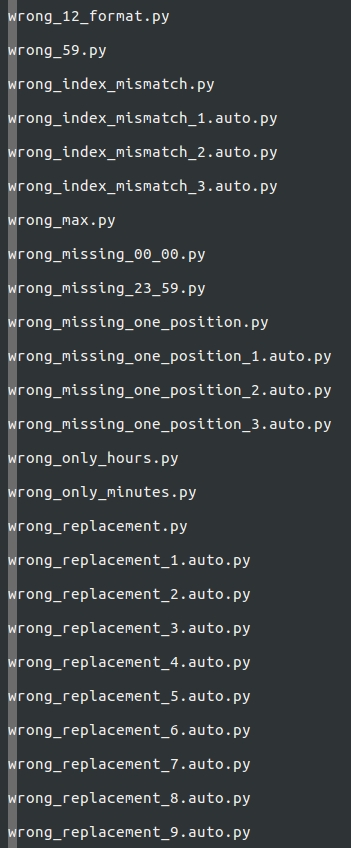 wrong_12_format.py
wrong_59.py
wrong_index_mismatch.py
wrong_index_mismatch_1.auto.py
wrong_index_mismatch_2.auto.py
wrong_index_mismatch_3.auto.py
wrong_max.py
wrong_missing_00_00.py
wrong_missing_23_59.py
wrong_missing_one_position.py
wrong_missing_one_position_1.auto.py
wrong_missing_one_position_2.auto.py
wrong_missing_one_position_3.auto.py
wrong_only_hours.py
wrong_only_minutes.py
wrong_replacement.py
wrong_replacement_1.auto.py
wrong_replacement_2.auto.py
wrong_replacement_3.auto.py
wrong_replacement_4.auto.py
wrong_replacement_5.auto.py
wrong_replacement_6.auto.py
wrong_replacement_7.auto.py
wrong_replacement_8.auto.py
wrong_replacement_9.auto.py